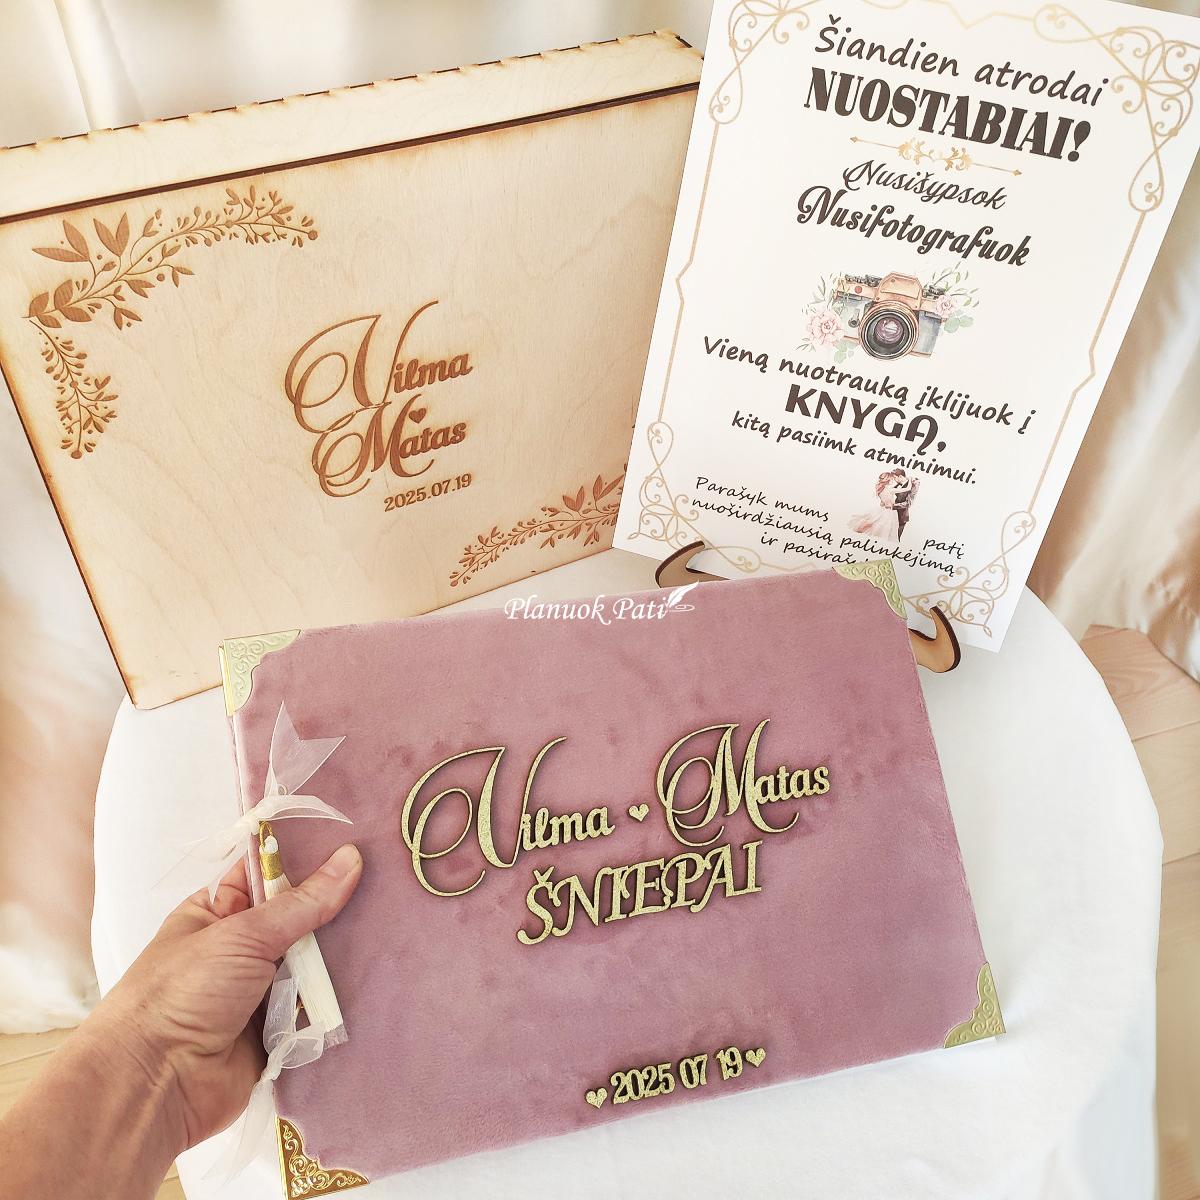 Vilma
Matas
2025.07.19
Šiandien atrodai
NUOSTABIAI!
Nusišypsok
Nusifotografuok
Vieną nuotrauką įklijuok į
KNYGĄ,
kitą pasiimk atminimui.
Parašyk mums patį
nuoširdžiausią palinkėjimą
ir
Planuok Pati
Vilma Matas
ŠNIEPAI
2025 07 19